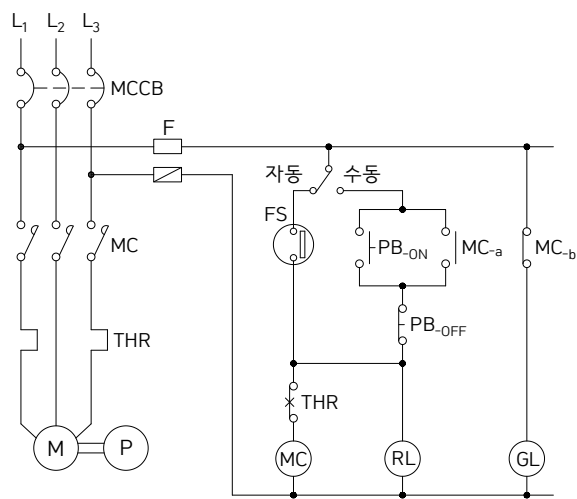 L1 L2 L3
MCCB
F
자동 수동
FS
PB-ON MC-a MC-b
MC
PB-OFF
THR
THR
M P MC RL GL